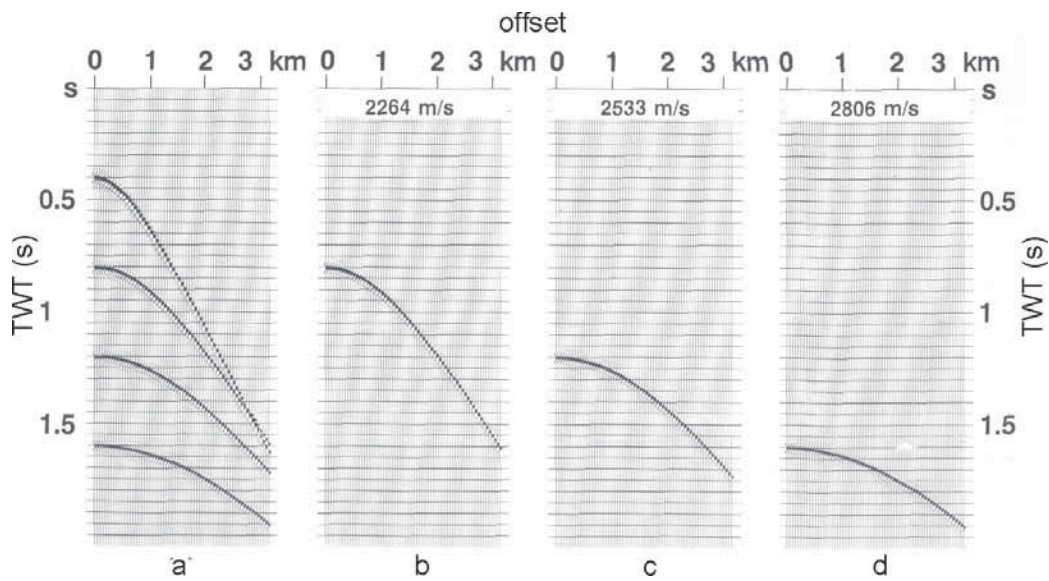 offset
0 1 2 3 km 0 1 2 3 km 0 1 2 3 km 0 1 2 3 km
s s
2264 m/s 2533 m/s 2806 m/s
0.5 0.5
TWT (s) TWT (s)
1 1
1.5 1.5
a b c d